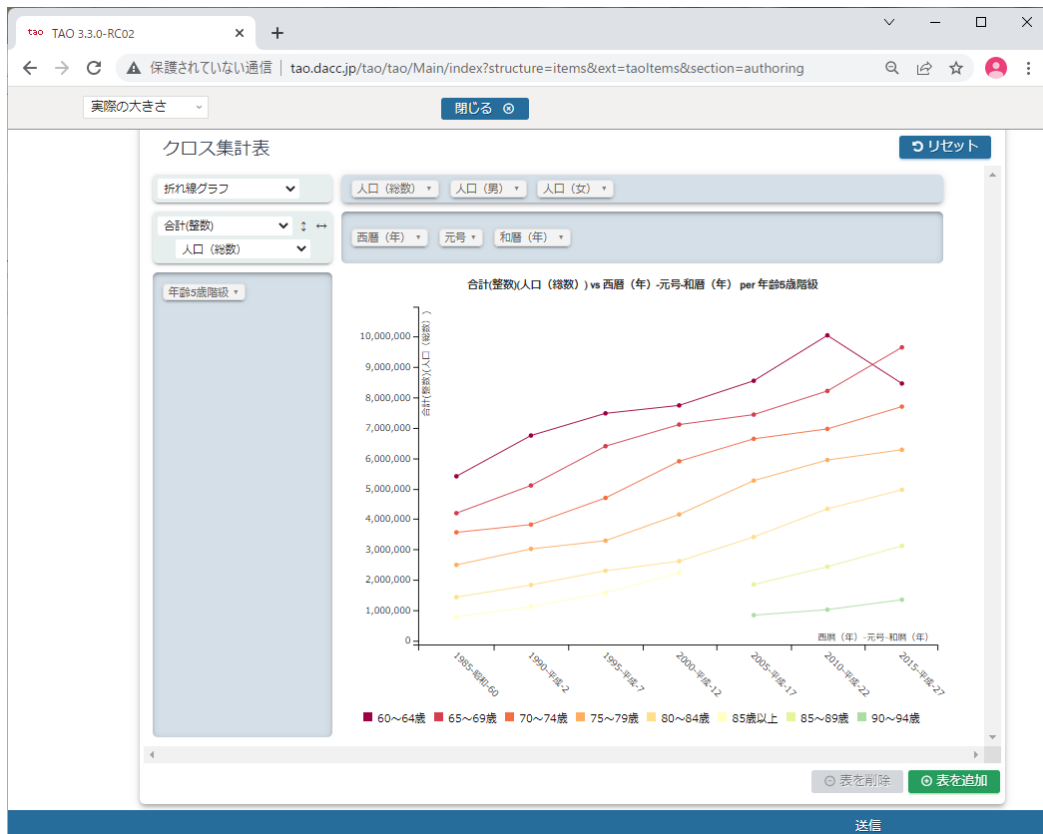 tao TAO 3.3.0-RC02
保護されていない通信 | tao.dacc.jp/tao/tao/Main/index?structure=items&ext=taoItems&section=authoring
実際の大きさ
閉じる
クロス集計表
リセット
折れ線グラフ
人口（総数） 人口（男） 人口（女）
合計(整数)
人口（総数）
西暦（年） 元号 和暦（年）
年齢5歳階級
合計(整数)(人口（総数）) vs 西暦（年）-元号-和暦（年） per 年齢5歳階級
合計(整数)(人口（総数）)
10,000,000
9,000,000
8,000,000
7,000,000
6,000,000
5,000,000
4,000,000
3,000,000
2,000,000
1,000,000
0
西暦（年）-元号-和暦（年）
1985-昭和-60
1990-平成-2
1995-平成-7
2000-平成-12
2005-平成-17
2010-平成-22
2015-平成-27
60～64歳 65～69歳 70～74歳 75～79歳 80～84歳 85歳以上 85～89歳 90～94歳
表を削除 表を追加
送信